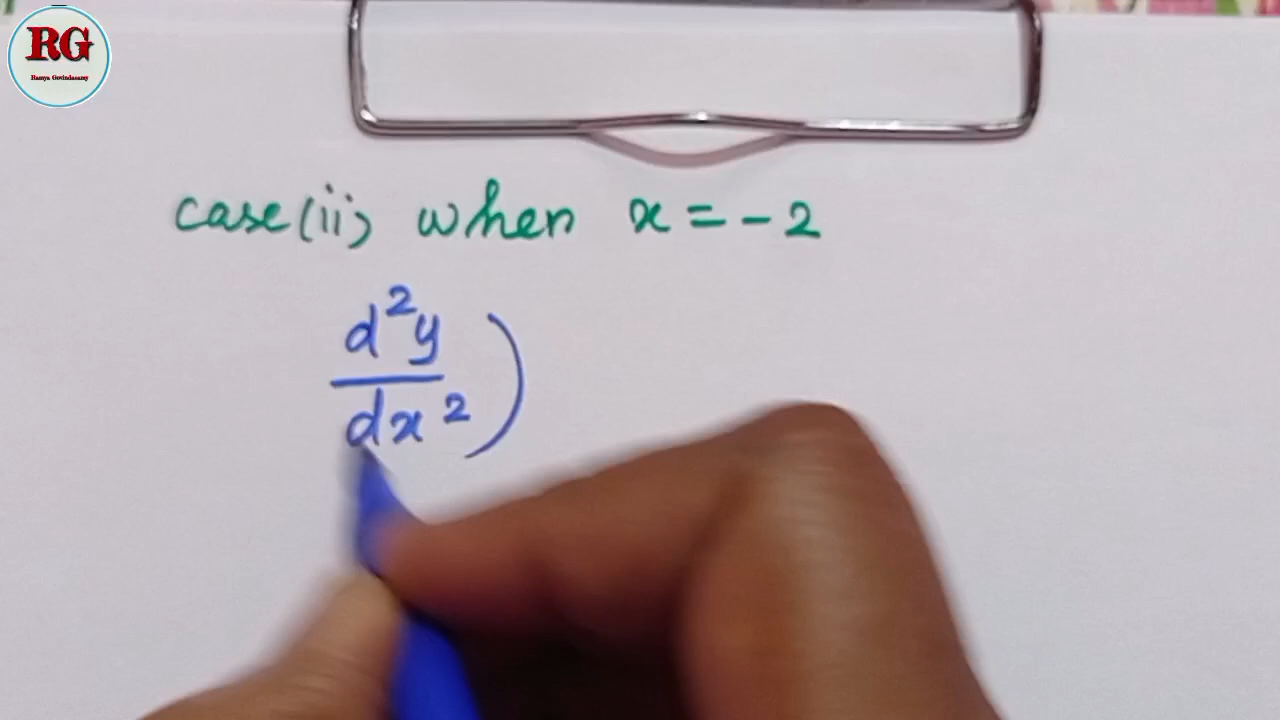 RG
Ramya Govindasamy
case(ii) when x = -2
d²y
dx²)